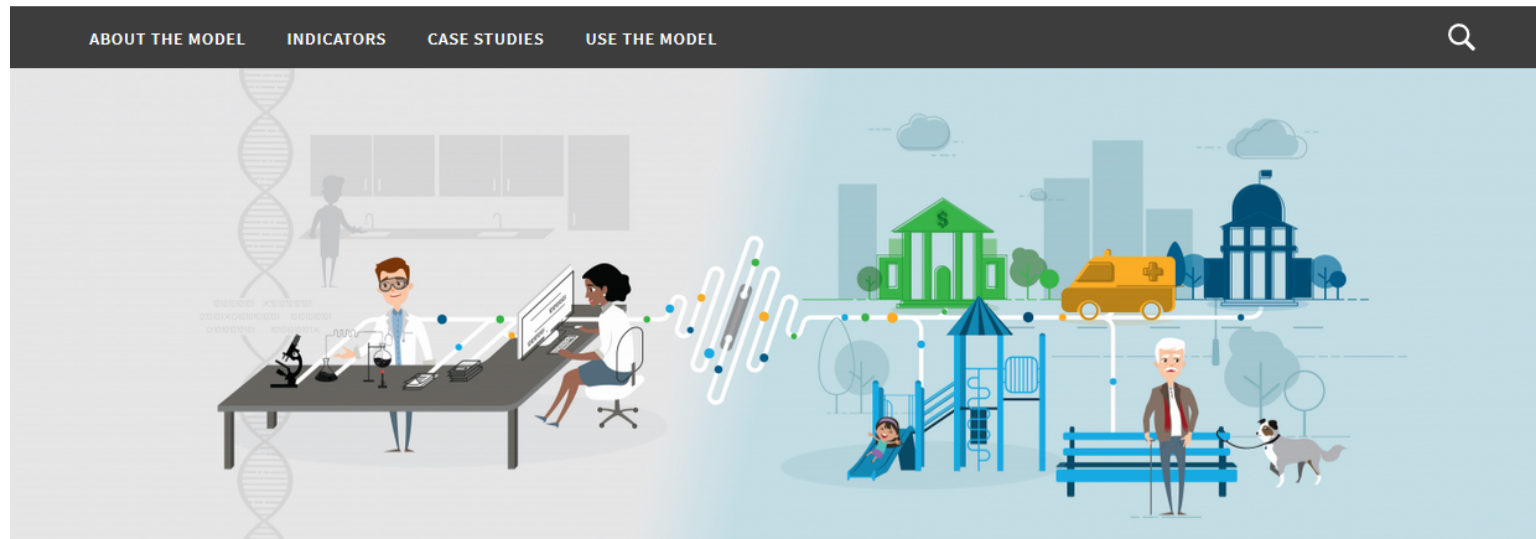 ABOUT THE MODEL INDICATORS CASE STUDIES USE THE MODEL
$